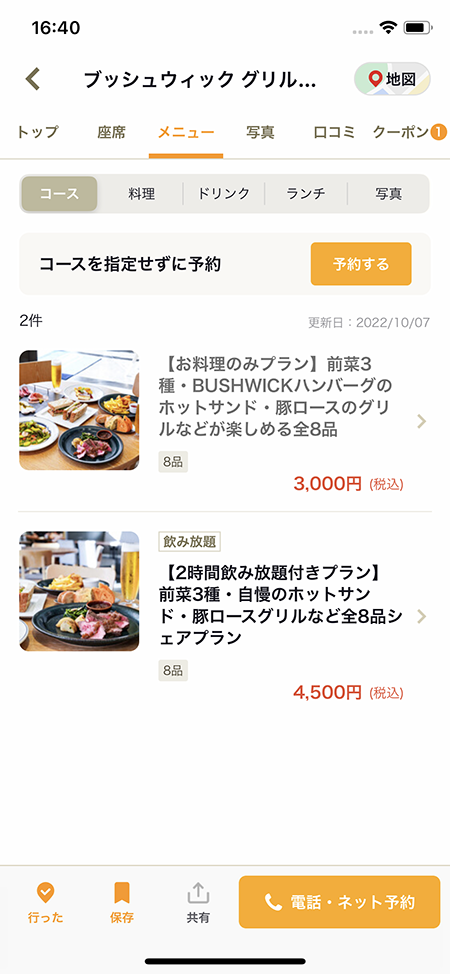 16:40
ブッシュウィック グリル...
地図
トップ
座席
メニュー
写真
口コミ
クーポン
1
コース
料理
ドリンク
ランチ
写真
コースを指定せずに予約
予約する
2件
更新日:2022/10/07
【お料理のみプラン】前菜3
種・BUSHWICKハンバーグの
ホットサンド・豚ロースのグリ
ルなどが楽しめる全8品
8品
3,000円 (税込)
飲み放題
【2時間飲み放題付きプラン】
前菜3種・自慢のホットサン
ド・豚ロースグリルなど全8品シ
ェアプラン
8品
4,500円 (税込)
行った
保存
共有
電話・ネット予約